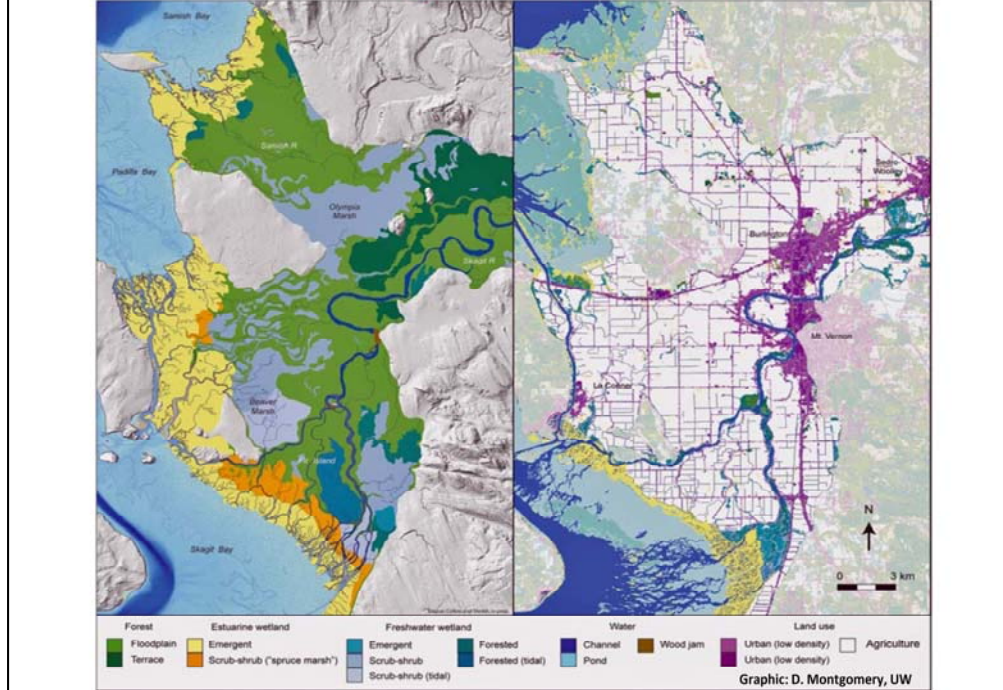 Samish Bay
Samish R
Padilla Bay
Olympia
Marsh
Skagit R
Beaver
Marsh
Island
Skagit Bay
Sedro
Woolley
Burlington
Mt. Vernon
La Conner
N
0 3 km
Forest
Floodplain
Terrace
Estuarine wetland
Emergent
Scrub-shrub ("spruce marsh")
Freshwater wetland
Emergent
Scrub-shrub
Scrub-shrub (tidal)
Forested
Forested (tidal)
Water
Channel
Pond
Wood jam
Land use
Urban (low density)
Urban (low density)
Agriculture
Graphic: D. Montgomery, UW